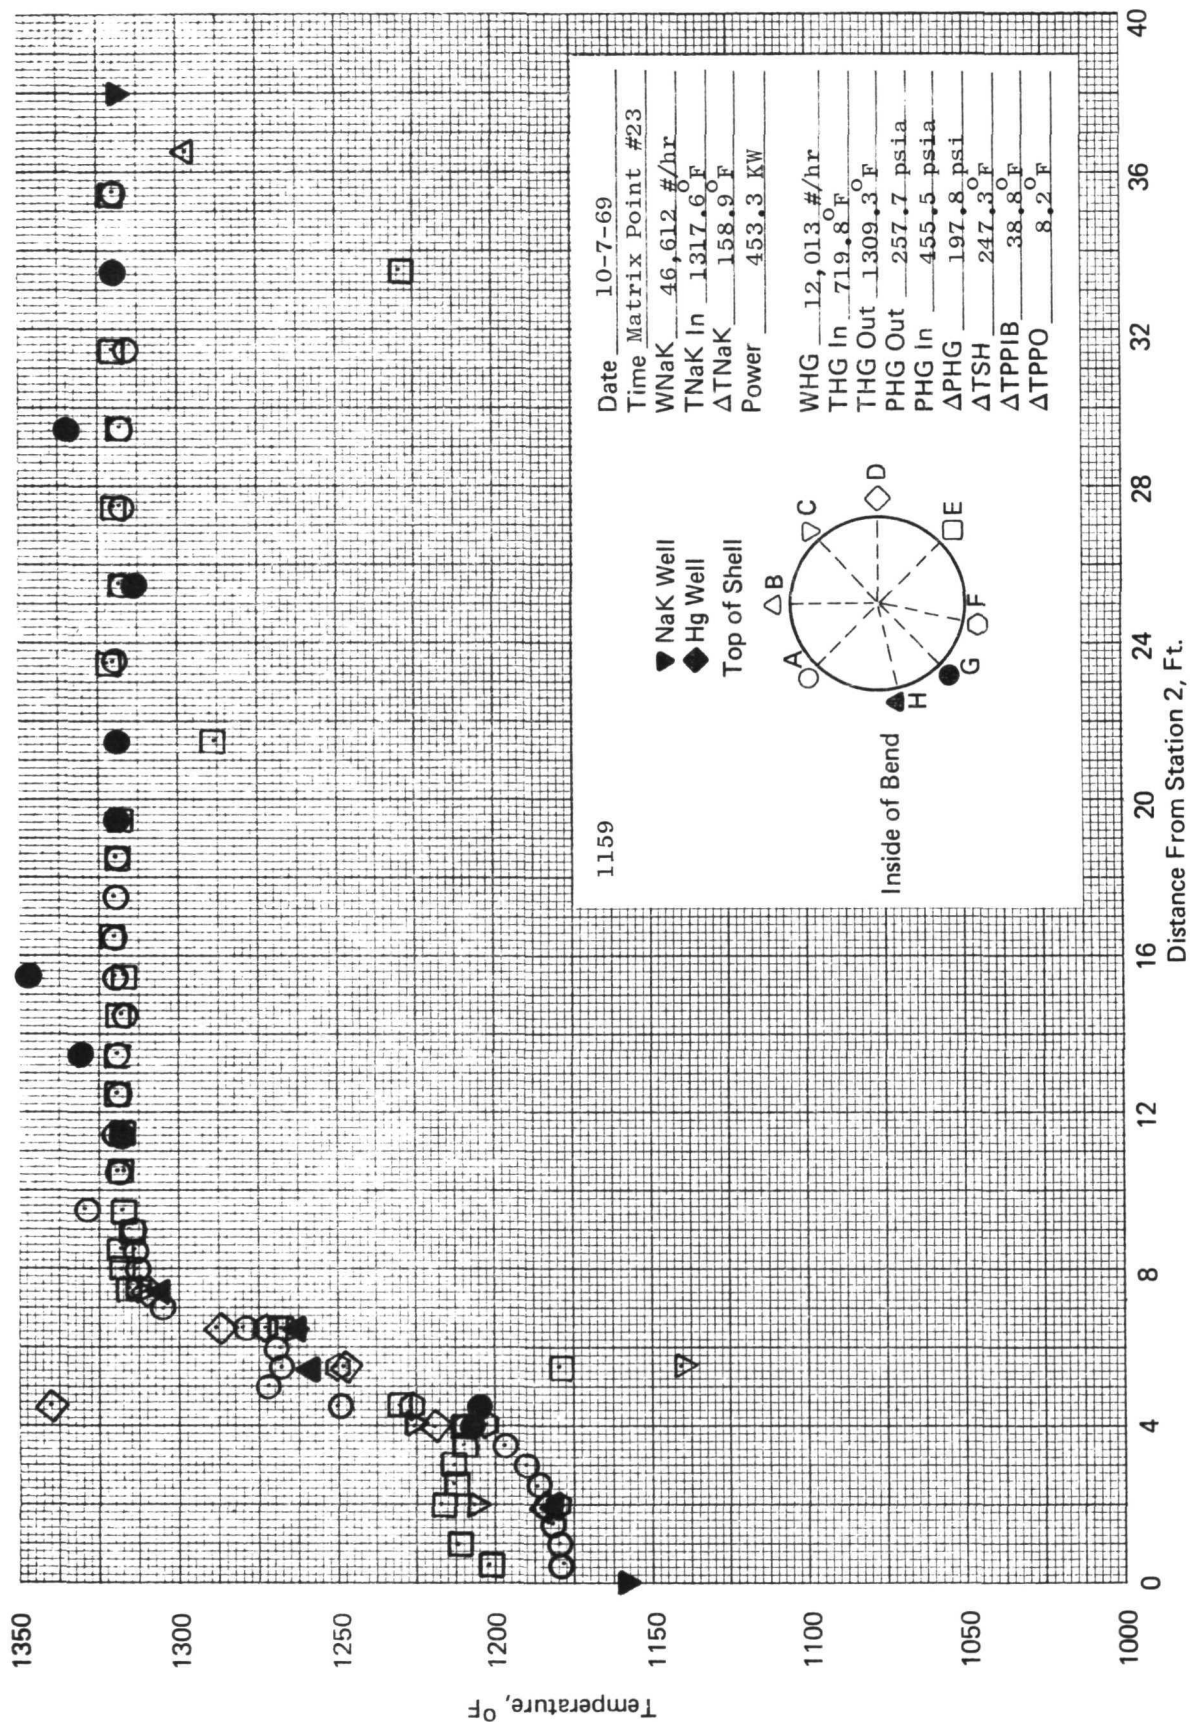 Temperature, °F
1350
1300
1250
1200
1150
1100
1050
1000
0
4
8
12
16
20
24
28
32
36
40
Distance From Station 2, Ft.
1159
▼ NaK Well
◆ Hg Well
Top of Shell
Inside of Bend
A
B
C
D
E
F
G
H
Date 10-7-69
Time Matrix Point #23
WNaK 46,612 #/hr
TNaK In 1317.6°F
ΔTNaK 158.9°F
Power 453.3 KW
WHG 12,013 #/hr
THG In 719.8°F
THG Out 1309.3°F
PHG Out 257.7 psia
PHG In 455.5 psia
ΔPHG 197.8 psi
ΔTSH 247.3°F
ΔTPPIB 38.8°F
ΔTPPO 8.2°F